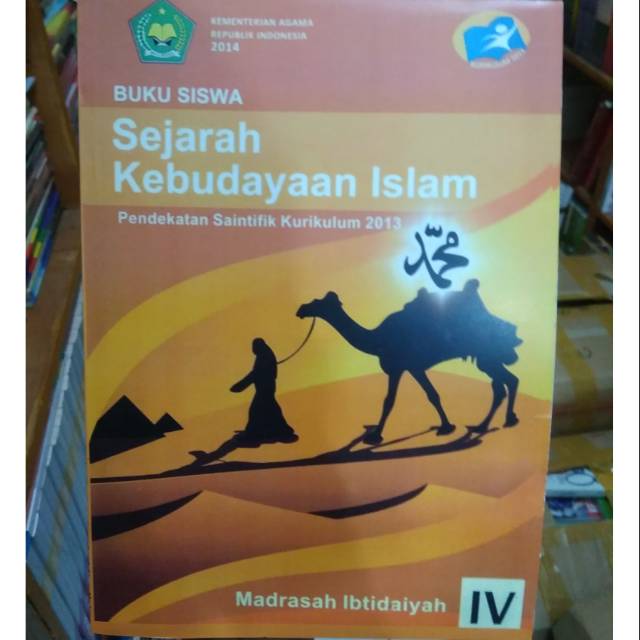 KEMENTERIAN AGAMA
REPUBLIK INDONESIA
2014
BUKU SISWA
Sejarah
Kebudayaan Islam
Pendekatan Saintifik Kurikulum 2013
محمد
Madrasah Ibtidaiyah IV